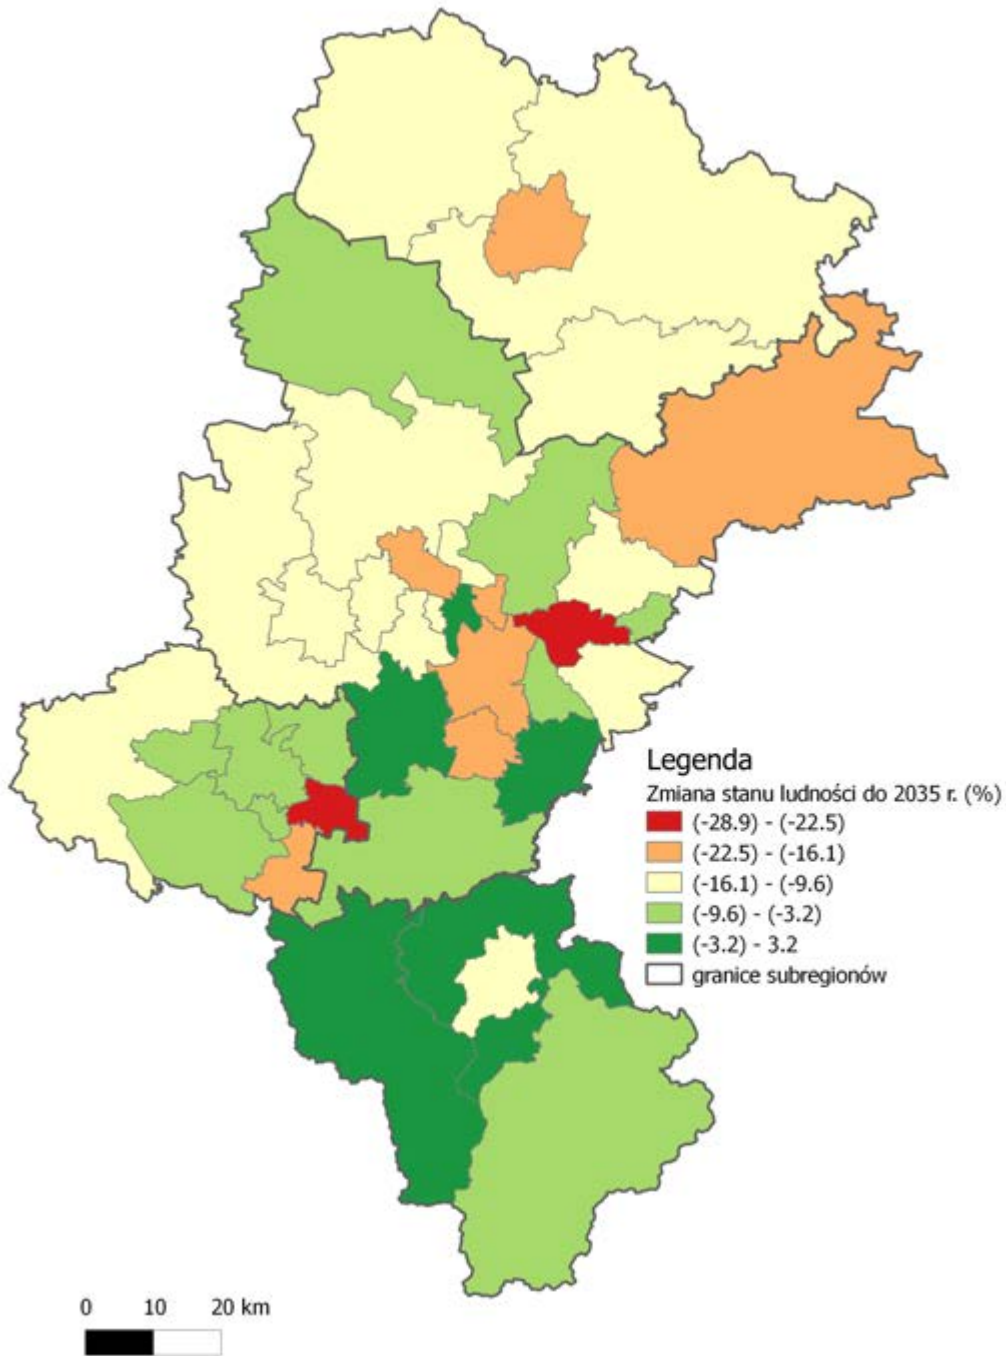 Legenda
Zmiana stanu ludności do 2035 r. (%)
(-28.9) - (-22.5)
(-22.5) - (-16.1)
(-16.1) - (-9.6)
(-9.6) - (-3.2)
(-3.2) - 3.2
granice subregionów
0 10 20 km